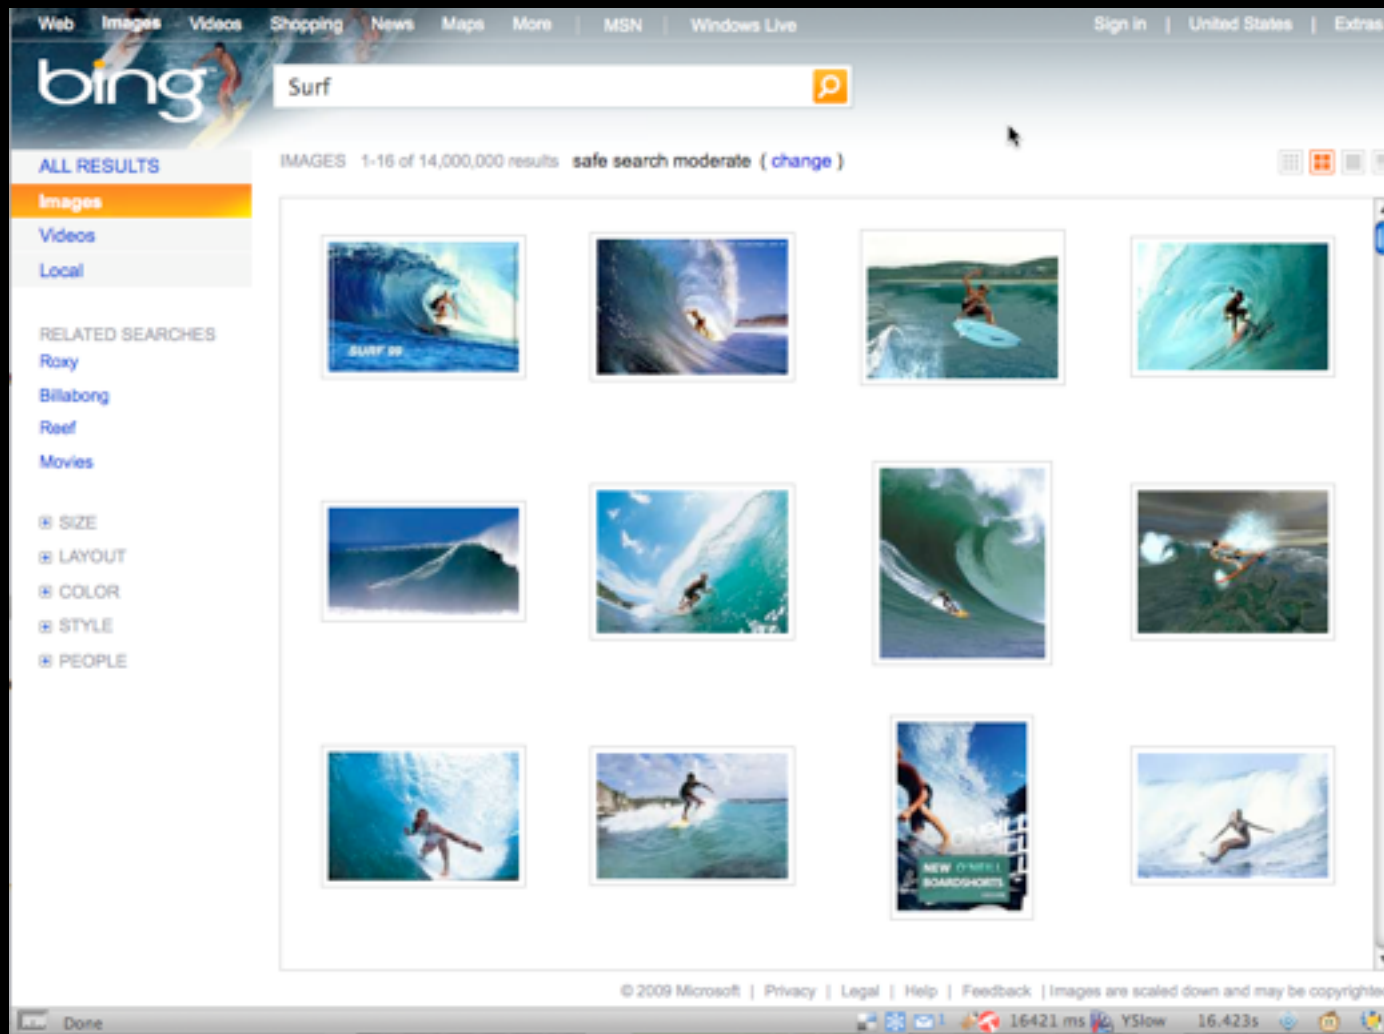 Web Images Videos Shopping News Maps More | MSN | Windows Live Sign in | United States | Extras
bing
Surf
ALL RESULTS
Images
Videos
Local
RELATED SEARCHES
Roxy
Billabong
Reef
Movies
SIZE
LAYOUT
COLOR
STYLE
PEOPLE
IMAGES 1-16 of 14,000,000 results safe search moderate ( change )
SURF 99
NEW O'NEILL
BOARDSHORTS
© 2009 Microsoft | Privacy | Legal | Help | Feedback | Images are scaled down and may be copyrighted
Done 1 16421 ms YSlow 16.423s